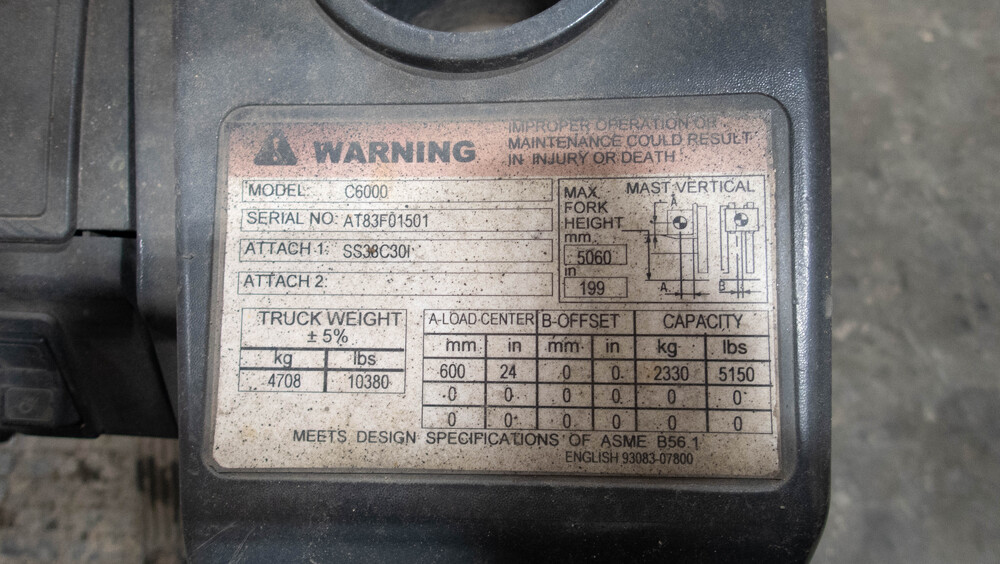 WARNING
IMPROPER OPERATION OR
MAINTENANCE COULD RESULT
IN INJURY OR DEATH
MODEL: C6000
SERIAL NO: AT83F01501
ATTACH 1: SS38C30I
ATTACH 2:
MAX. FORK HEIGHT
mm.
5060
in
199
MAST VERTICAL
A
A.
B
TRUCK WEIGHT
± 5%
kg lbs
4708 10380
A-LOAD CENTER B-OFFSET CAPACITY
mm in mm in kg lbs
600 24 0 0 2330 5150
0 0 0 0 0 0
0 0 0 0 0 0
MEETS DESIGN SPECIFICATIONS OF ASME B56.1
ENGLISH 93083-07800